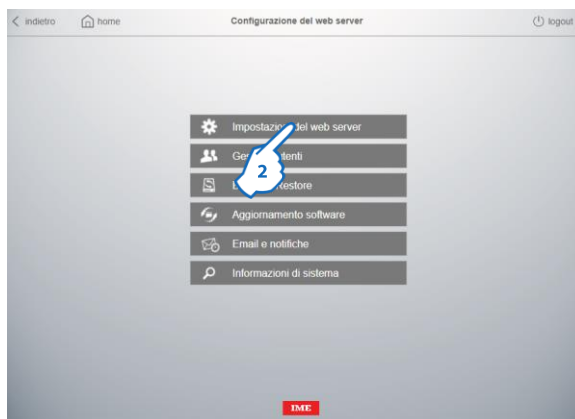 indietro
home
Configurazione del web server
logout
Impostazioni del web server
2
Aggiornamento software
Email e notifiche
Informazioni di sistema
IME